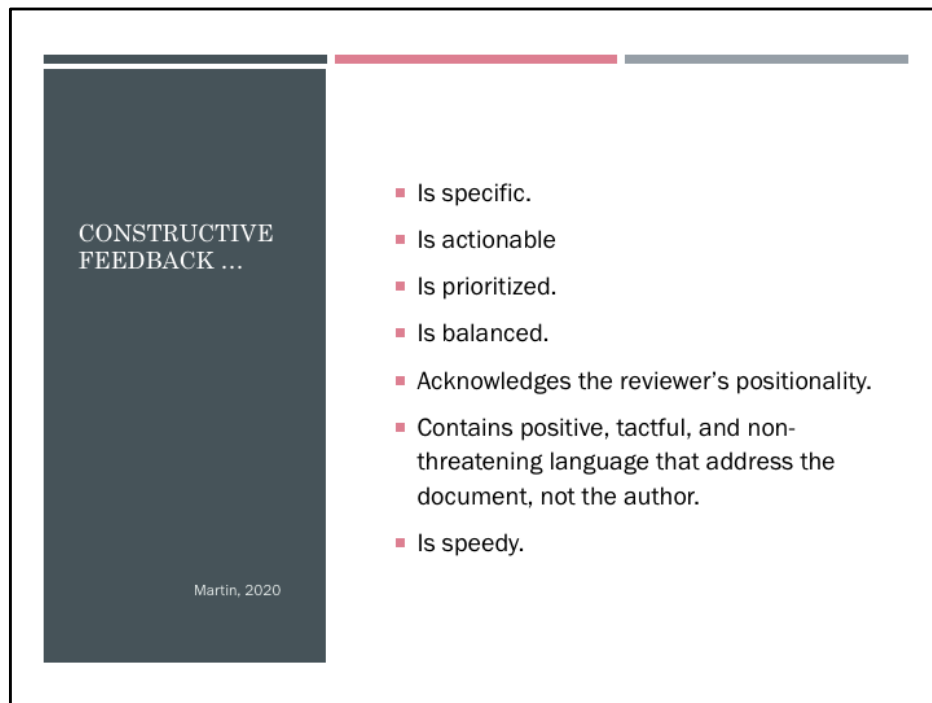 CONSTRUCTIVE
FEEDBACK ...
Martin, 2020
Is specific.
Is actionable
Is prioritized.
Is balanced.
Acknowledges the reviewer's positionality.
Contains positive, tactful, and non-
threatening language that address the
document, not the author.
Is speedy.